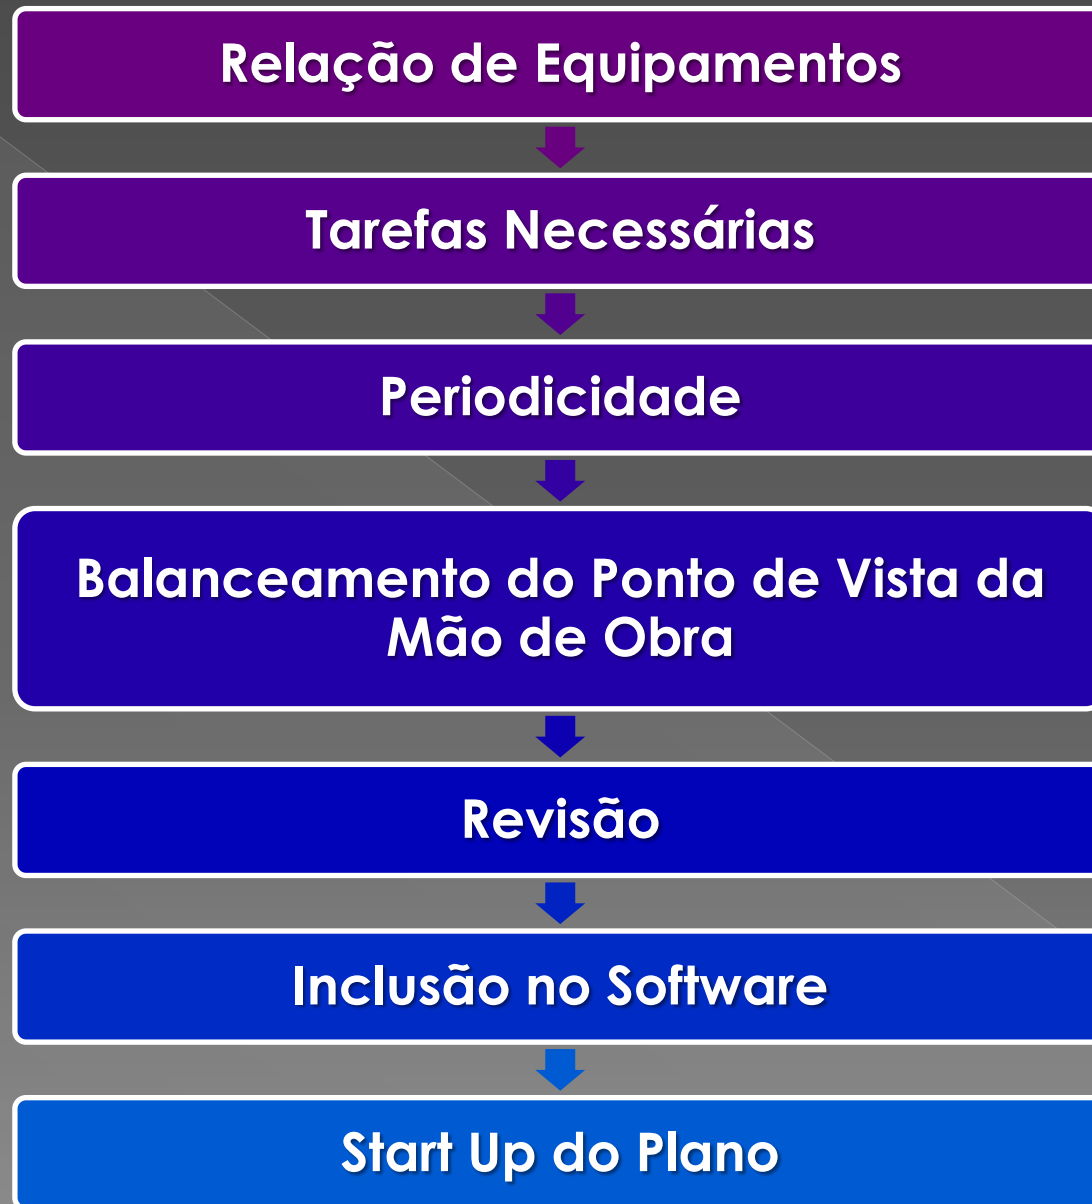 Relação de Equipamentos
Tarefas Necessárias
Periodicidade
Balanceamento do Ponto de Vista da
Mão de Obra
Revisão
Inclusão no Software
Start Up do Plano